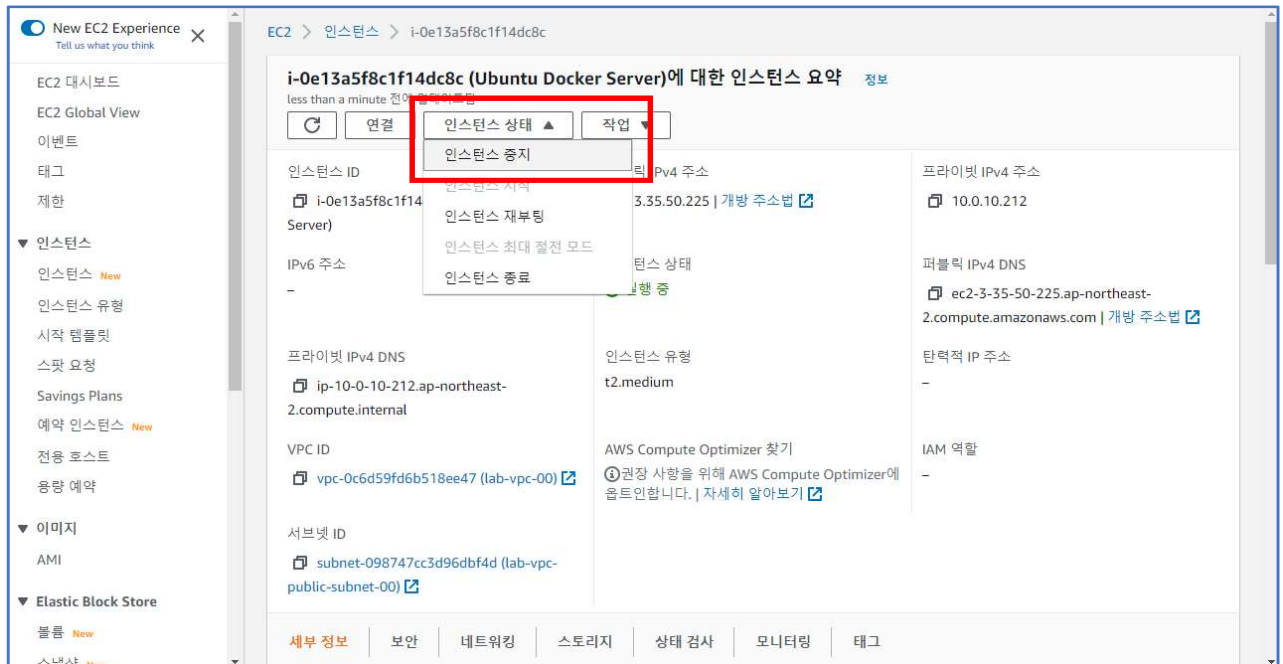 New EC2 Experience
Tell us what you think
EC2 대시보드
EC2 Global View
이벤트
태그
제한
인스턴스
인스턴스 New
인스턴스 유형
시작 템플릿
스팟 요청
Savings Plans
예약 인스턴스 New
전용 호스트
용량 예약
이미지
AMI
Elastic Block Store
볼륨 New
EC2 > 인스턴스 > i-0e13a5f8c1f14dc8c
i-0e13a5f8c1f14dc8c (Ubuntu Docker Server)에 대한 인스턴스 요약 정보
less than a minute 전에
연결 인스턴스 상태 ▲ 작업 ▼
인스턴스 중지
인스턴스 시작
인스턴스 재부팅
인스턴스 최대 절전 모드
인스턴스 종료
인스턴스 ID
i-0e13a5f8c1f14
Server)
IPv4 주소
3.35.50.225 | 개방 주소법
프라이빗 IPv4 주소
10.0.10.212
IPv6 주소
–
턴스 상태
실행 중
퍼블릭 IPv4 DNS
ec2-3-35-50-225.ap-northeast-
2.compute.amazonaws.com | 개방 주소법
프라이빗 IPv4 DNS
ip-10-0-10-212.ap-northeast-
2.compute.internal
인스턴스 유형
t2.medium
탄력적 IP 주소
–
VPC ID
vpc-0c6d59fd6b518ee47 (lab-vpc-00)
AWS Compute Optimizer 찾기
권장 사항을 위해 AWS Compute Optimizer에
옵트인합니다. | 자세히 알아보기
IAM 역할
–
서브넷 ID
subnet-098747cc3d96dbf4d (lab-vpc-
public-subnet-00)
세부 정보 보안 네트워킹 스토리지 상태 검사 모니터링 태그